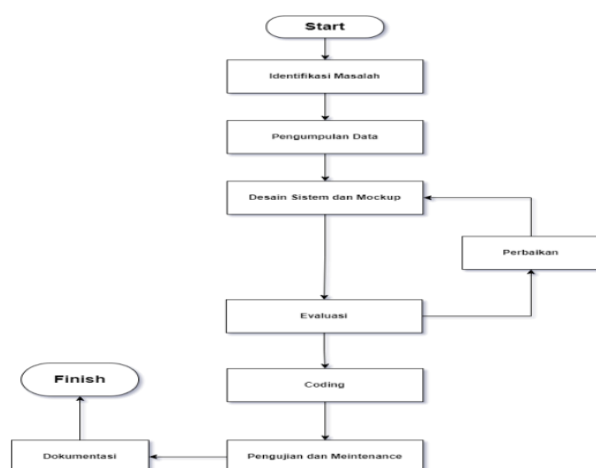 Start
Identifikasi Masalah
Pengumpulan Data
Desain Sistem dan Mockup
Perbaikan
Evaluasi
Coding
Finish
Dokumentasi
Pengujian dan Meintenance